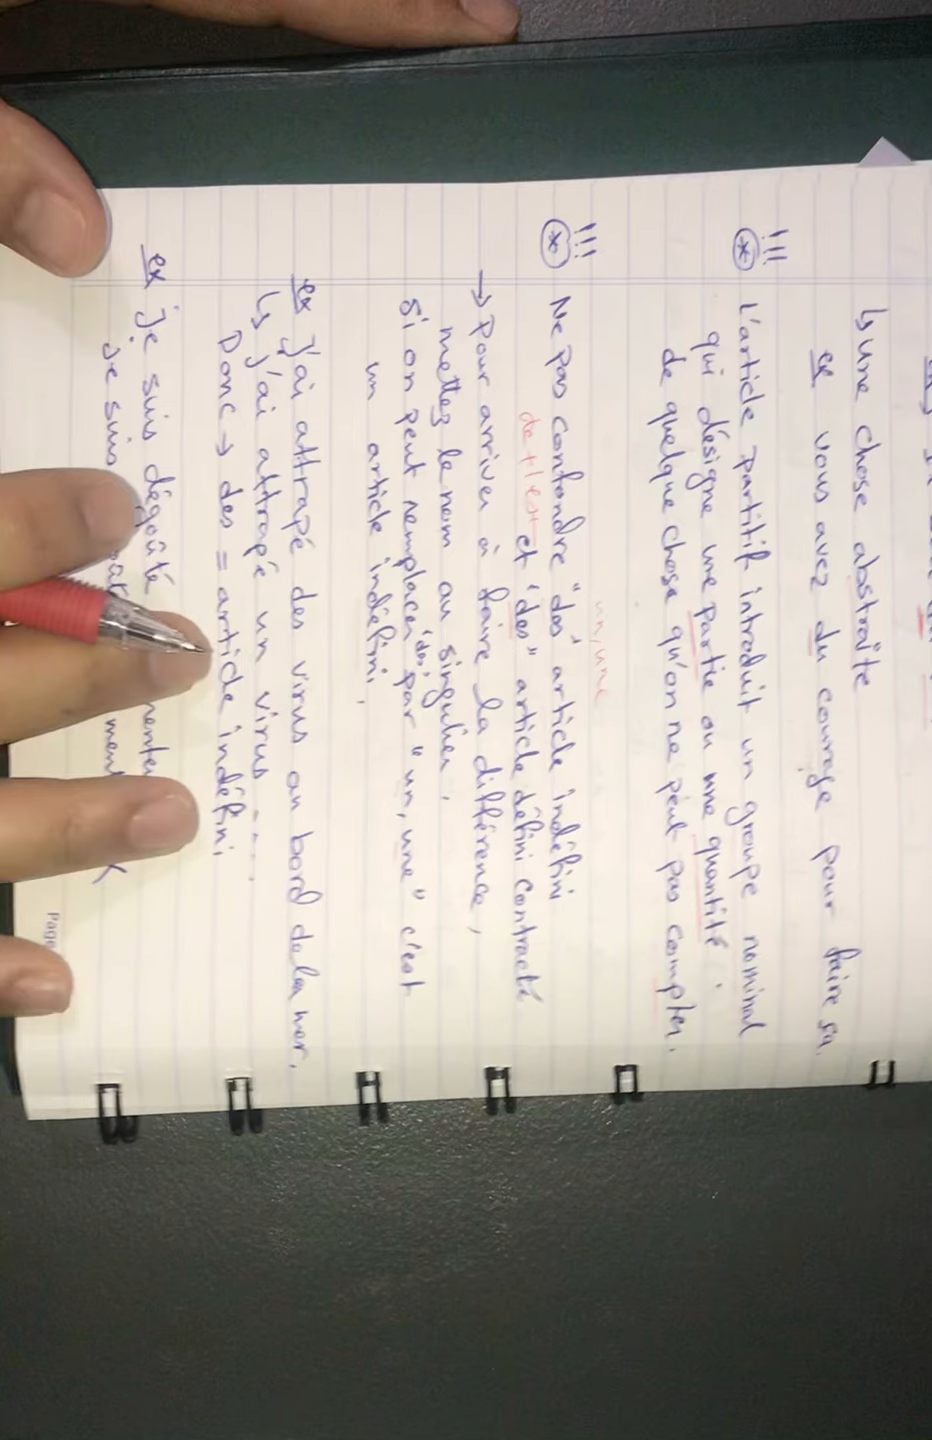 ↳ une chose abstraite
ex vous avez du courage pour faire ça.
!!!
* L'article partitif introduit un groupe nominal
qui désigne une partie ou une quantité
de quelque chose qu'on ne peut pas compter.
un, une
!!!
* Ne pas confondre "des" article indéfini
de + les et "des" article défini contracté
→ Pour arriver à faire la différence,
mettez le nom au singulier,
Si on peut remplacer "des" par "un, une" c'est
un article indéfini,
ex J'ai attrapé des virus au bord de la mer.
↳ j'ai attrapé un virus ----
Donc → des = article indéfini
ex Je suis dégoûté
Je suis
Page